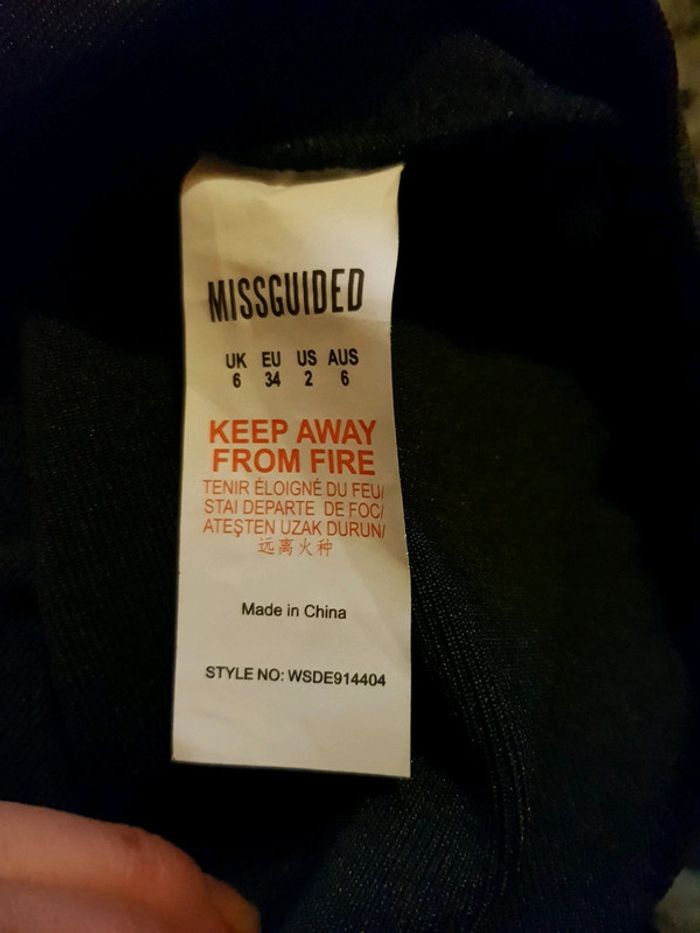 MISSGUIDED
UK EU US AUS
6 34 2 6
KEEP AWAY
FROM FIRE
TENIR ÉLOIGNÉ DU FEU/
STAI DEPARTE DE FOC/
ATEŞTEN UZAK DURUN/
远离火种
Made in China
STYLE NO: WSDE914404